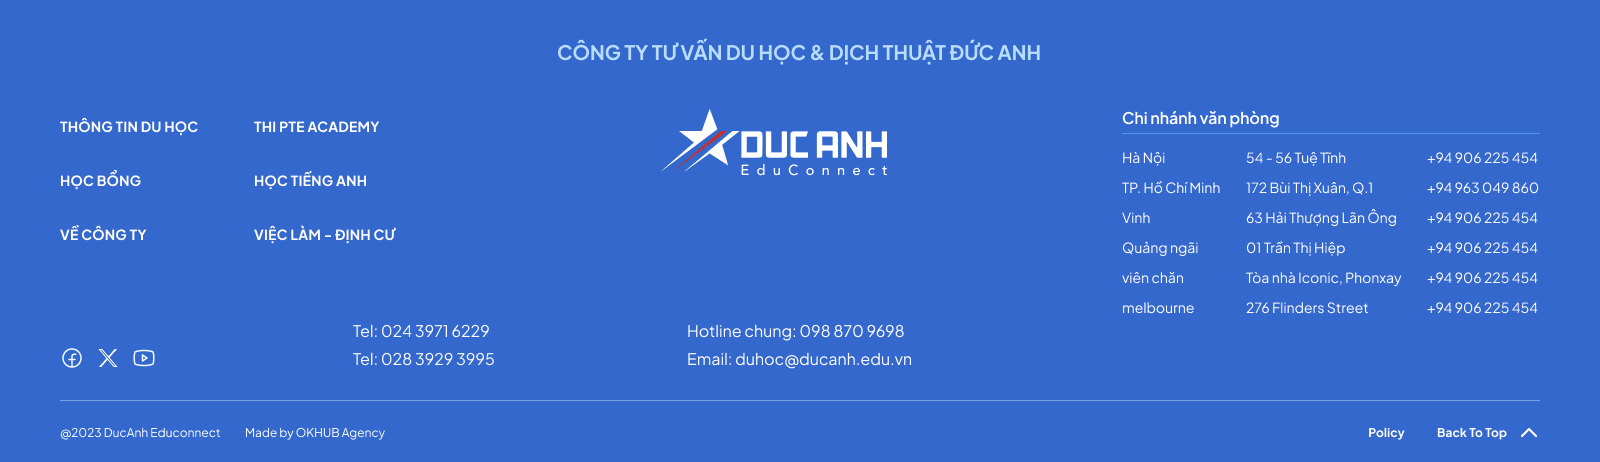 CÔNG TY TƯ VẤN DU HỌC & DỊCH THUẬT ĐỨC ANH
THÔNG TIN DU HỌC
THI PTE ACADEMY
HỌC BỔNG
HỌC TIẾNG ANH
VỀ CÔNG TY
VIỆC LÀM – ĐỊNH CƯ
DUC ANH
EduConnect
Chi nhánh văn phòng
Hà Nội 54 - 56 Tuệ Tĩnh +94 906 225 454
TP. Hồ Chí Minh 172 Bùi Thị Xuân, Q.1 +94 963 049 860
Vinh 63 Hải Thượng Lãn Ông +94 906 225 454
Quảng ngãi 01 Trần Thị Hiệp +94 906 225 454
viên chăn Tòa nhà Iconic, Phonxay +94 906 225 454
melbourne 276 Flinders Street +94 906 225 454
Tel: 024 3971 6229
Tel: 028 3929 3995
Hotline chung: 098 870 9698
Email: duhoc@ducanh.edu.vn
@2023 DucAnh Educonnect
Made by OKHUB Agency
Policy
Back To Top